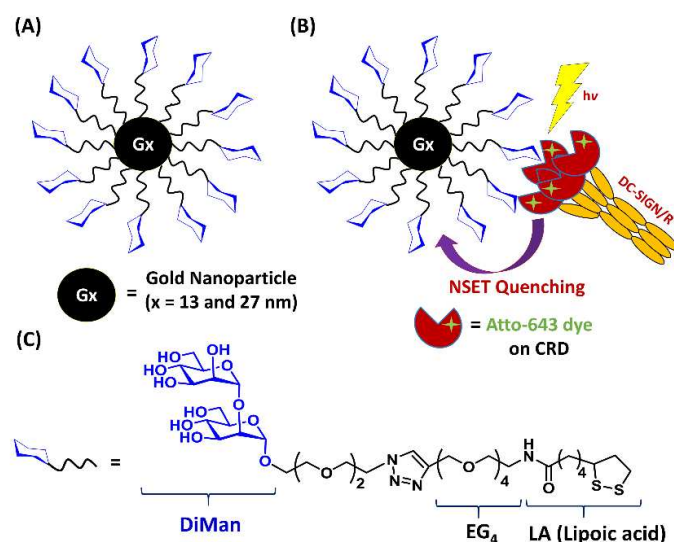 (A)
Gx
Gx
= Gold Nanoparticle
(x = 13 and 27 nm)
(B)
hν
Gx
DC-SIGN/R
NSET Quenching
= Atto-643 dye
on CRD
(C)
=
HO
OH
HO
HO
O
O
HO
HO
HO
O
O
O
2
N
N=N
O
4
H
N
O
4
S-S
DiMan
EG4
LA (Lipoic acid)